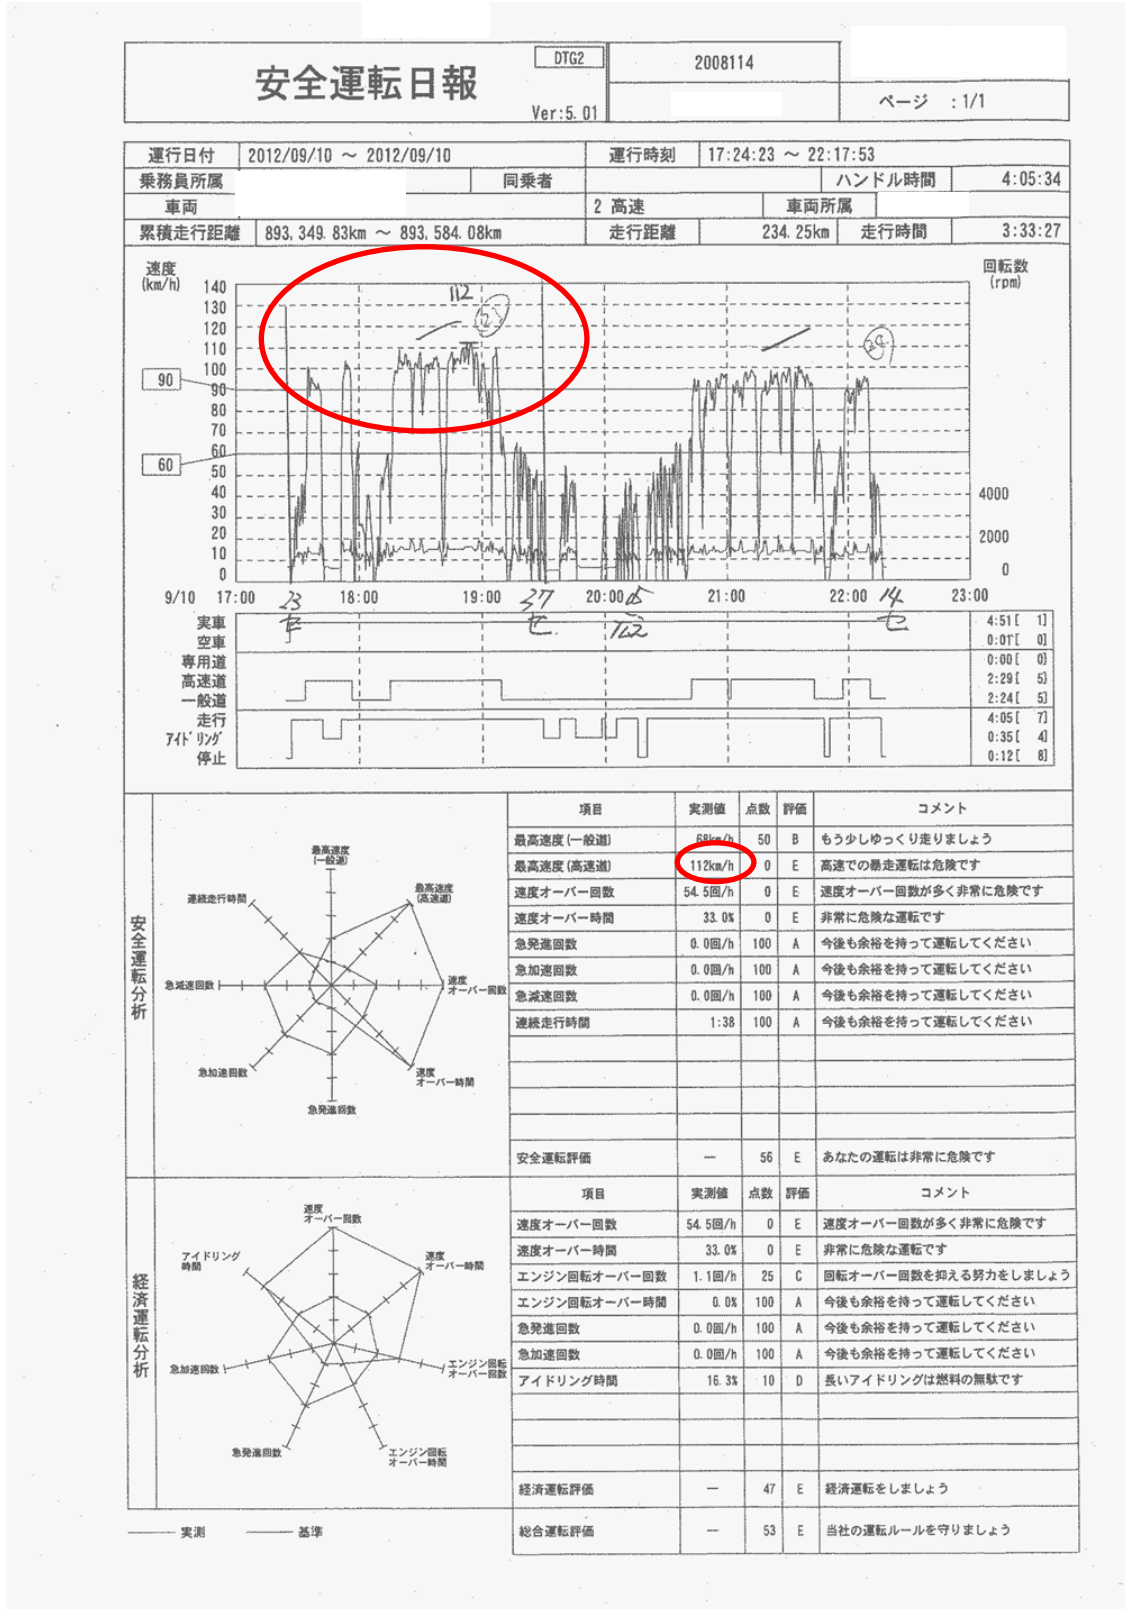 安全運転日報
DTG2
Ver:5.01
2008114
ページ :1/1
運行日付 2012/09/10 ～ 2012/09/10 運行時刻 17:24:23 ～ 22:17:53
乗務員所属 同乗者 ハンドル時間 4:05:34
車両 2 高速 車両所属
累積走行距離 893,349.83km ～ 893,584.08km 走行距離 234.25km 走行時間 3:33:27
速度
(km/h)
回転数
(rpm)
140
130
120
110
100
90
90
80
70
60
60
50
40
30
20
10
0
112
4000
2000
0
9/10 17:00 18:00 19:00 20:00 21:00 22:00 23:00
23 37 05 14
実車 4:51[ 1]
空車 0:01[ 0]
専用道 0:00[ 0]
高速道 2:29[ 5]
一般道 2:24[ 5]
走行 4:05[ 7]
ｱｲﾄﾞﾘﾝｸﾞ 0:35[ 4]
停止 0:12[ 8]
安全運転分析
最高速度
(一般道)
最高速度
(高速道)
速度
オーバー回数
速度
オーバー時間
急発進回数
急加速回数
急減速回数
連続走行時間
項目 実測値 点数 評価 コメント
最高速度(一般道) 68km/h 50 B もう少しゆっくり走りましょう
最高速度(高速道) 112km/h 0 E 高速での暴走運転は危険です
速度オーバー回数 54.5回/h 0 E 速度オーバー回数が多く非常に危険です
速度オーバー時間 33.0% 0 E 非常に危険な運転です
急発進回数 0.0回/h 100 A 今後も余裕を持って運転してください
急加速回数 0.0回/h 100 A 今後も余裕を持って運転してください
急減速回数 0.0回/h 100 A 今後も余裕を持って運転してください
連続走行時間 1:38 100 A 今後も余裕を持って運転してください
安全運転評価 ― 56 E あなたの運転は非常に危険です
経済運転分析
速度
オーバー回数
速度
オーバー時間
エンジン回転
オーバー回数
エンジン回転
オーバー時間
急発進回数
急加速回数
アイドリング
時間
項目 実測値 点数 評価 コメント
速度オーバー回数 54.5回/h 0 E 速度オーバー回数が多く非常に危険です
速度オーバー時間 33.0% 0 E 非常に危険な運転です
エンジン回転オーバー回数 1.1回/h 25 C 回転オーバー回数を抑える努力をしましょう
エンジン回転オーバー時間 0.0% 100 A 今後も余裕を持って運転してください
急発進回数 0.0回/h 100 A 今後も余裕を持って運転してください
急加速回数 0.0回/h 100 A 今後も余裕を持って運転してください
アイドリング時間 16.3% 10 D 長いアイドリングは燃料の無駄です
経済運転評価 ― 47 E 経済運転をしましょう
総合運転評価 ― 53 E 当社の運転ルールを守りましょう
実測 基準